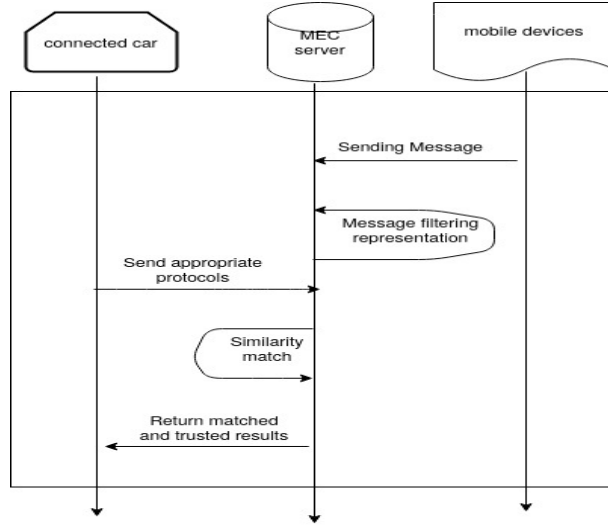 connected car
MEC
server
mobile devices
Sending Message
Message filtering
representation
Send appropriate
protocols
Similarity
match
Return matched
and trusted results